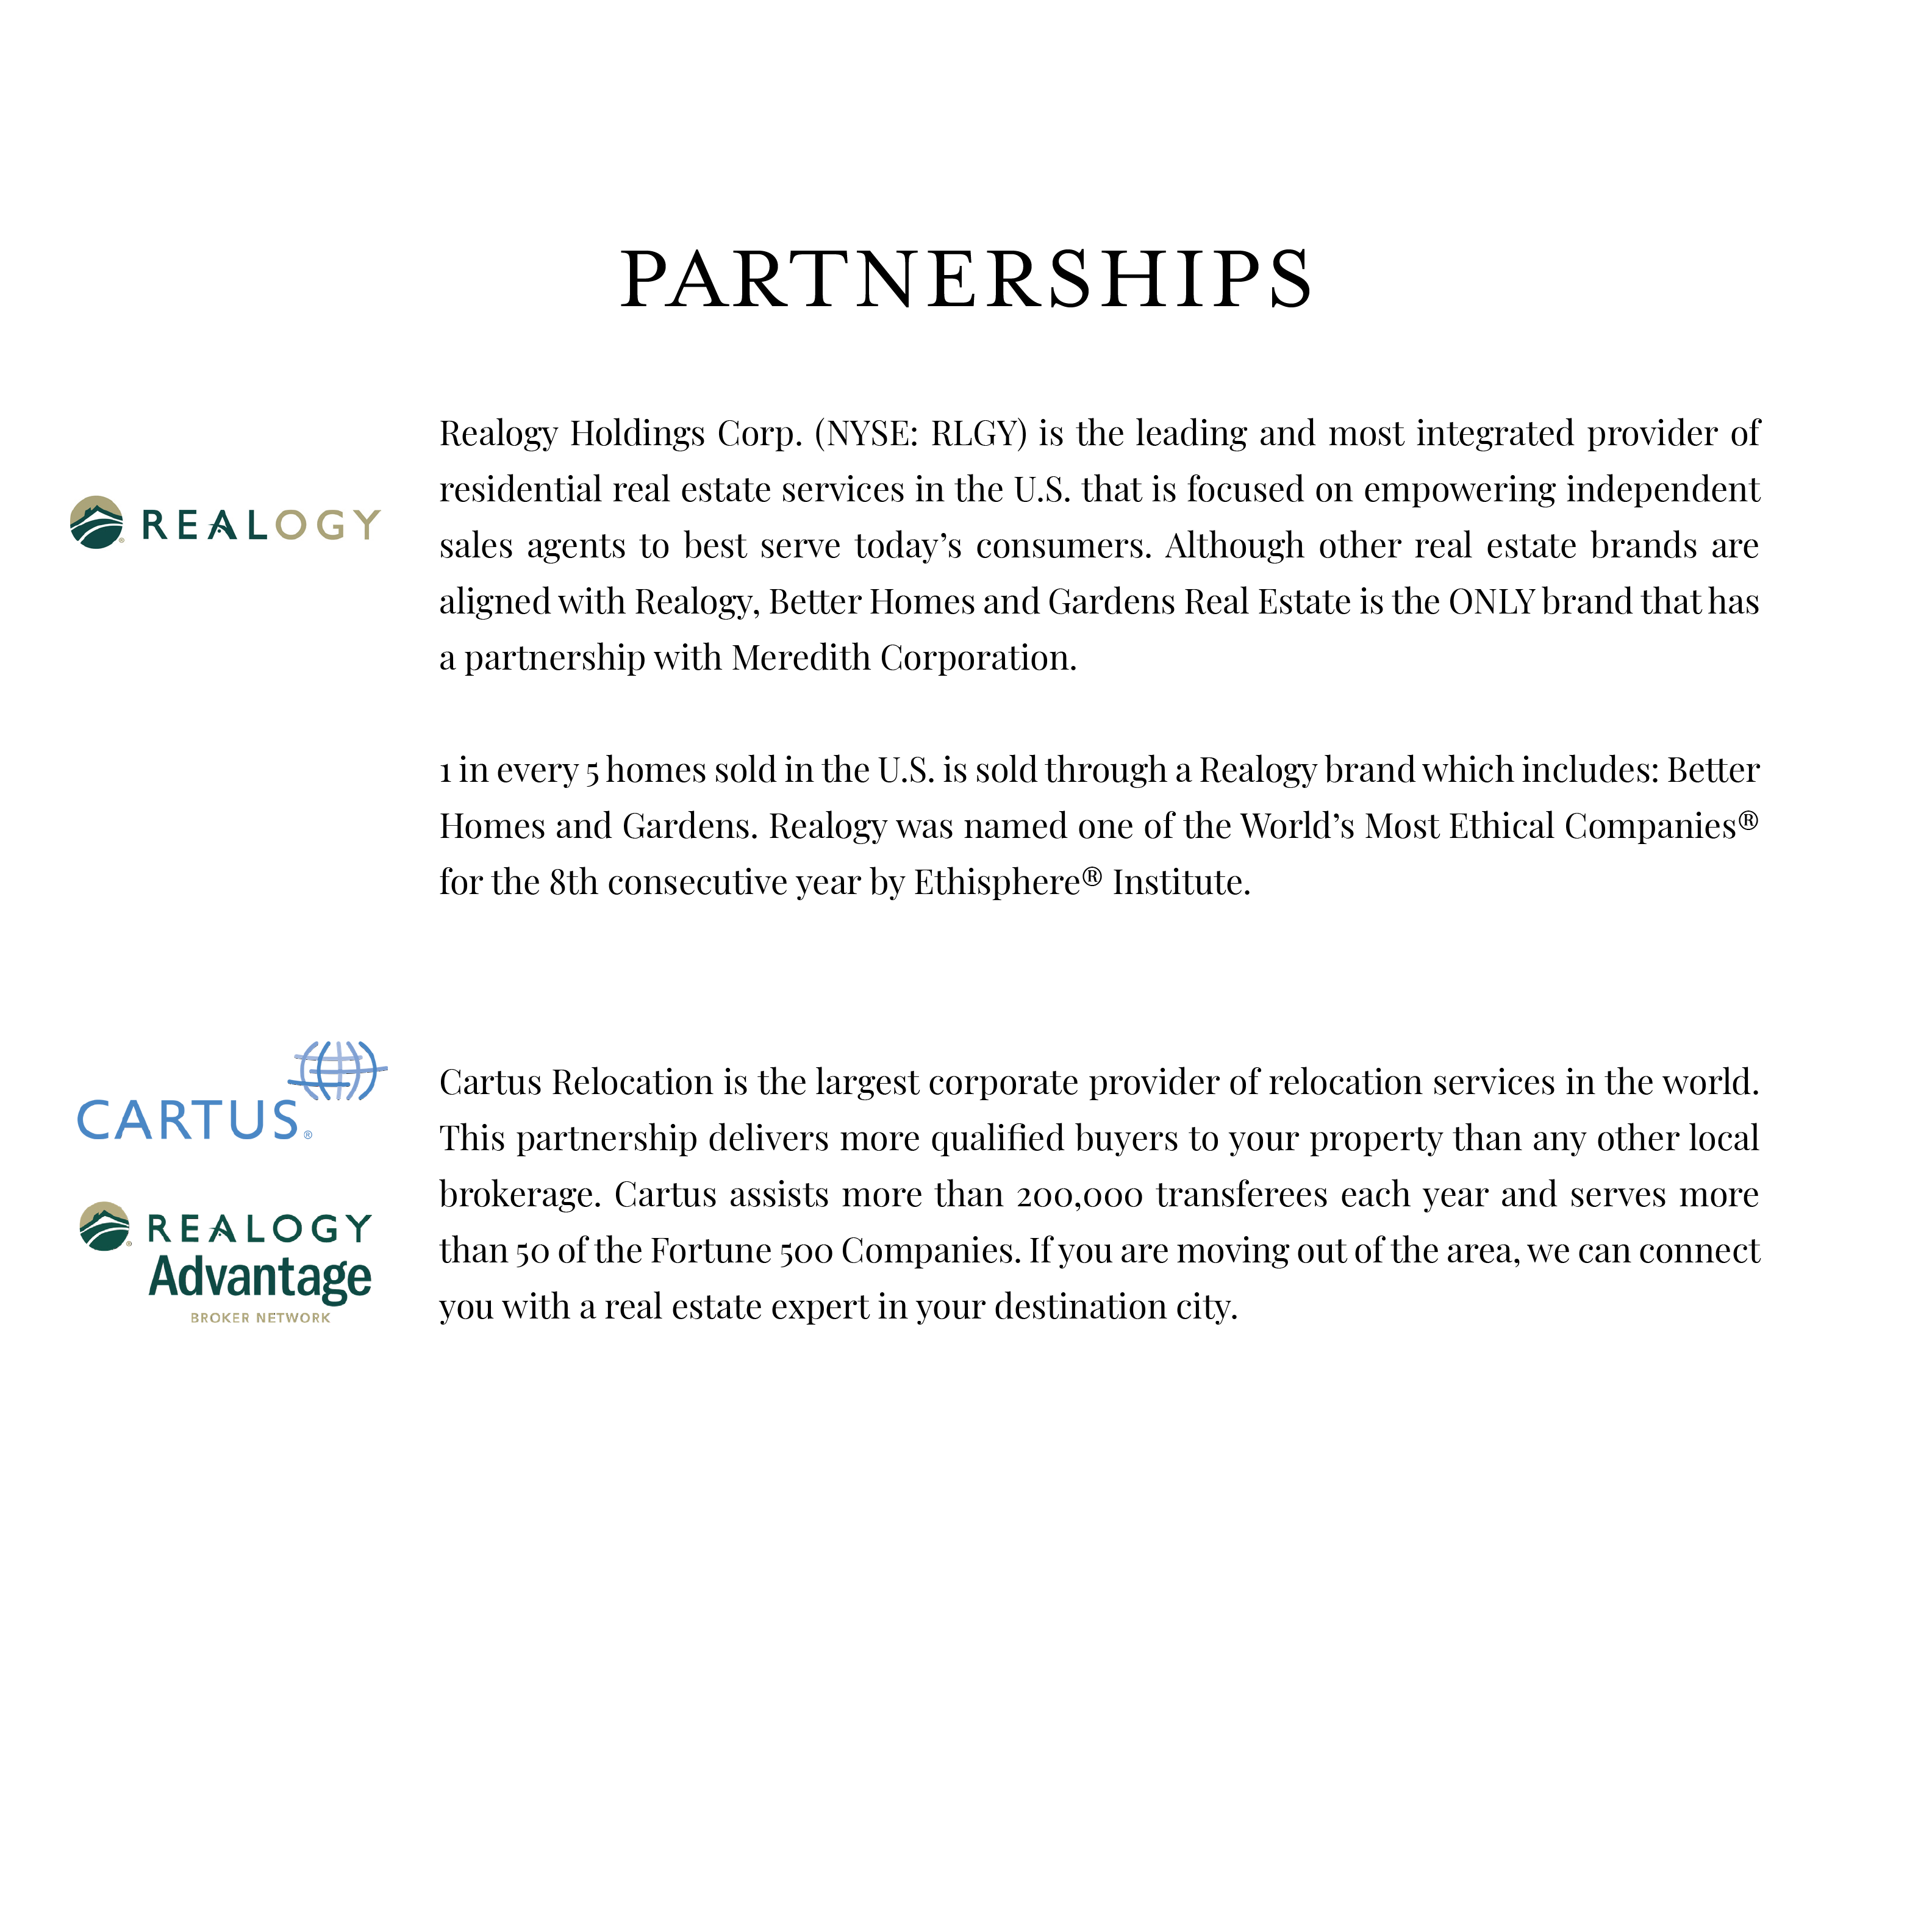 PARTNERSHIPS
REALOGY
Realogy Holdings Corp. (NYSE: RLGY) is the leading and most integrated provider of
residential real estate services in the U.S. that is focused on empowering independent
sales agents to best serve today’s consumers. Although other real estate brands are
aligned with Realogy, Better Homes and Gardens Real Estate is the ONLY brand that has
a partnership with Meredith Corporation.
1 in every 5 homes sold in the U.S. is sold through a Realogy brand which includes: Better
Homes and Gardens. Realogy was named one of the World’s Most Ethical Companies®
for the 8th consecutive year by Ethisphere® Institute.
CARTUS®
REALOGY®
Advantage
BROKER NETWORK
Cartus Relocation is the largest corporate provider of relocation services in the world.
This partnership delivers more qualified buyers to your property than any other local
brokerage. Cartus assists more than 200,000 transferees each year and serves more
than 50 of the Fortune 500 Companies. If you are moving out of the area, we can connect
you with a real estate expert in your destination city.